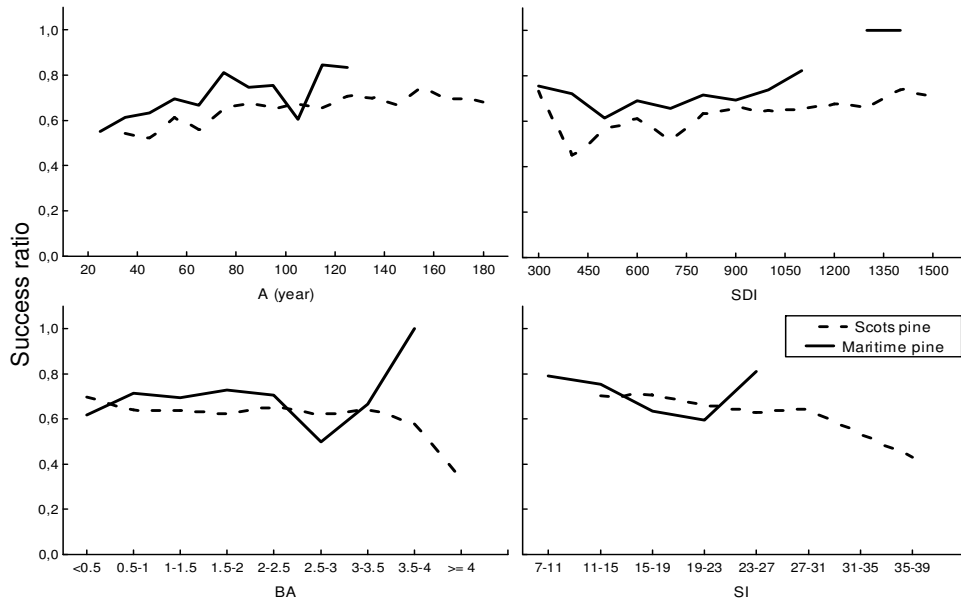 Success ratio
1,0
0,8
0,6
0,4
0,2
0,0
20 40 60 80 100 120 140 160 180
A (year)
300 450 600 750 900 1050 1200 1350 1500
SDI
1,0
0,8
0,6
0,4
0,2
0,0
<0.5 0.5-1 1-1.5 1.5-2 2-2.5 2.5-3 3-3.5 3.5-4 >= 4
BA
Scots pine
Maritime pine
7-11 11-15 15-19 19-23 23-27 27-31 31-35 35-39
SI